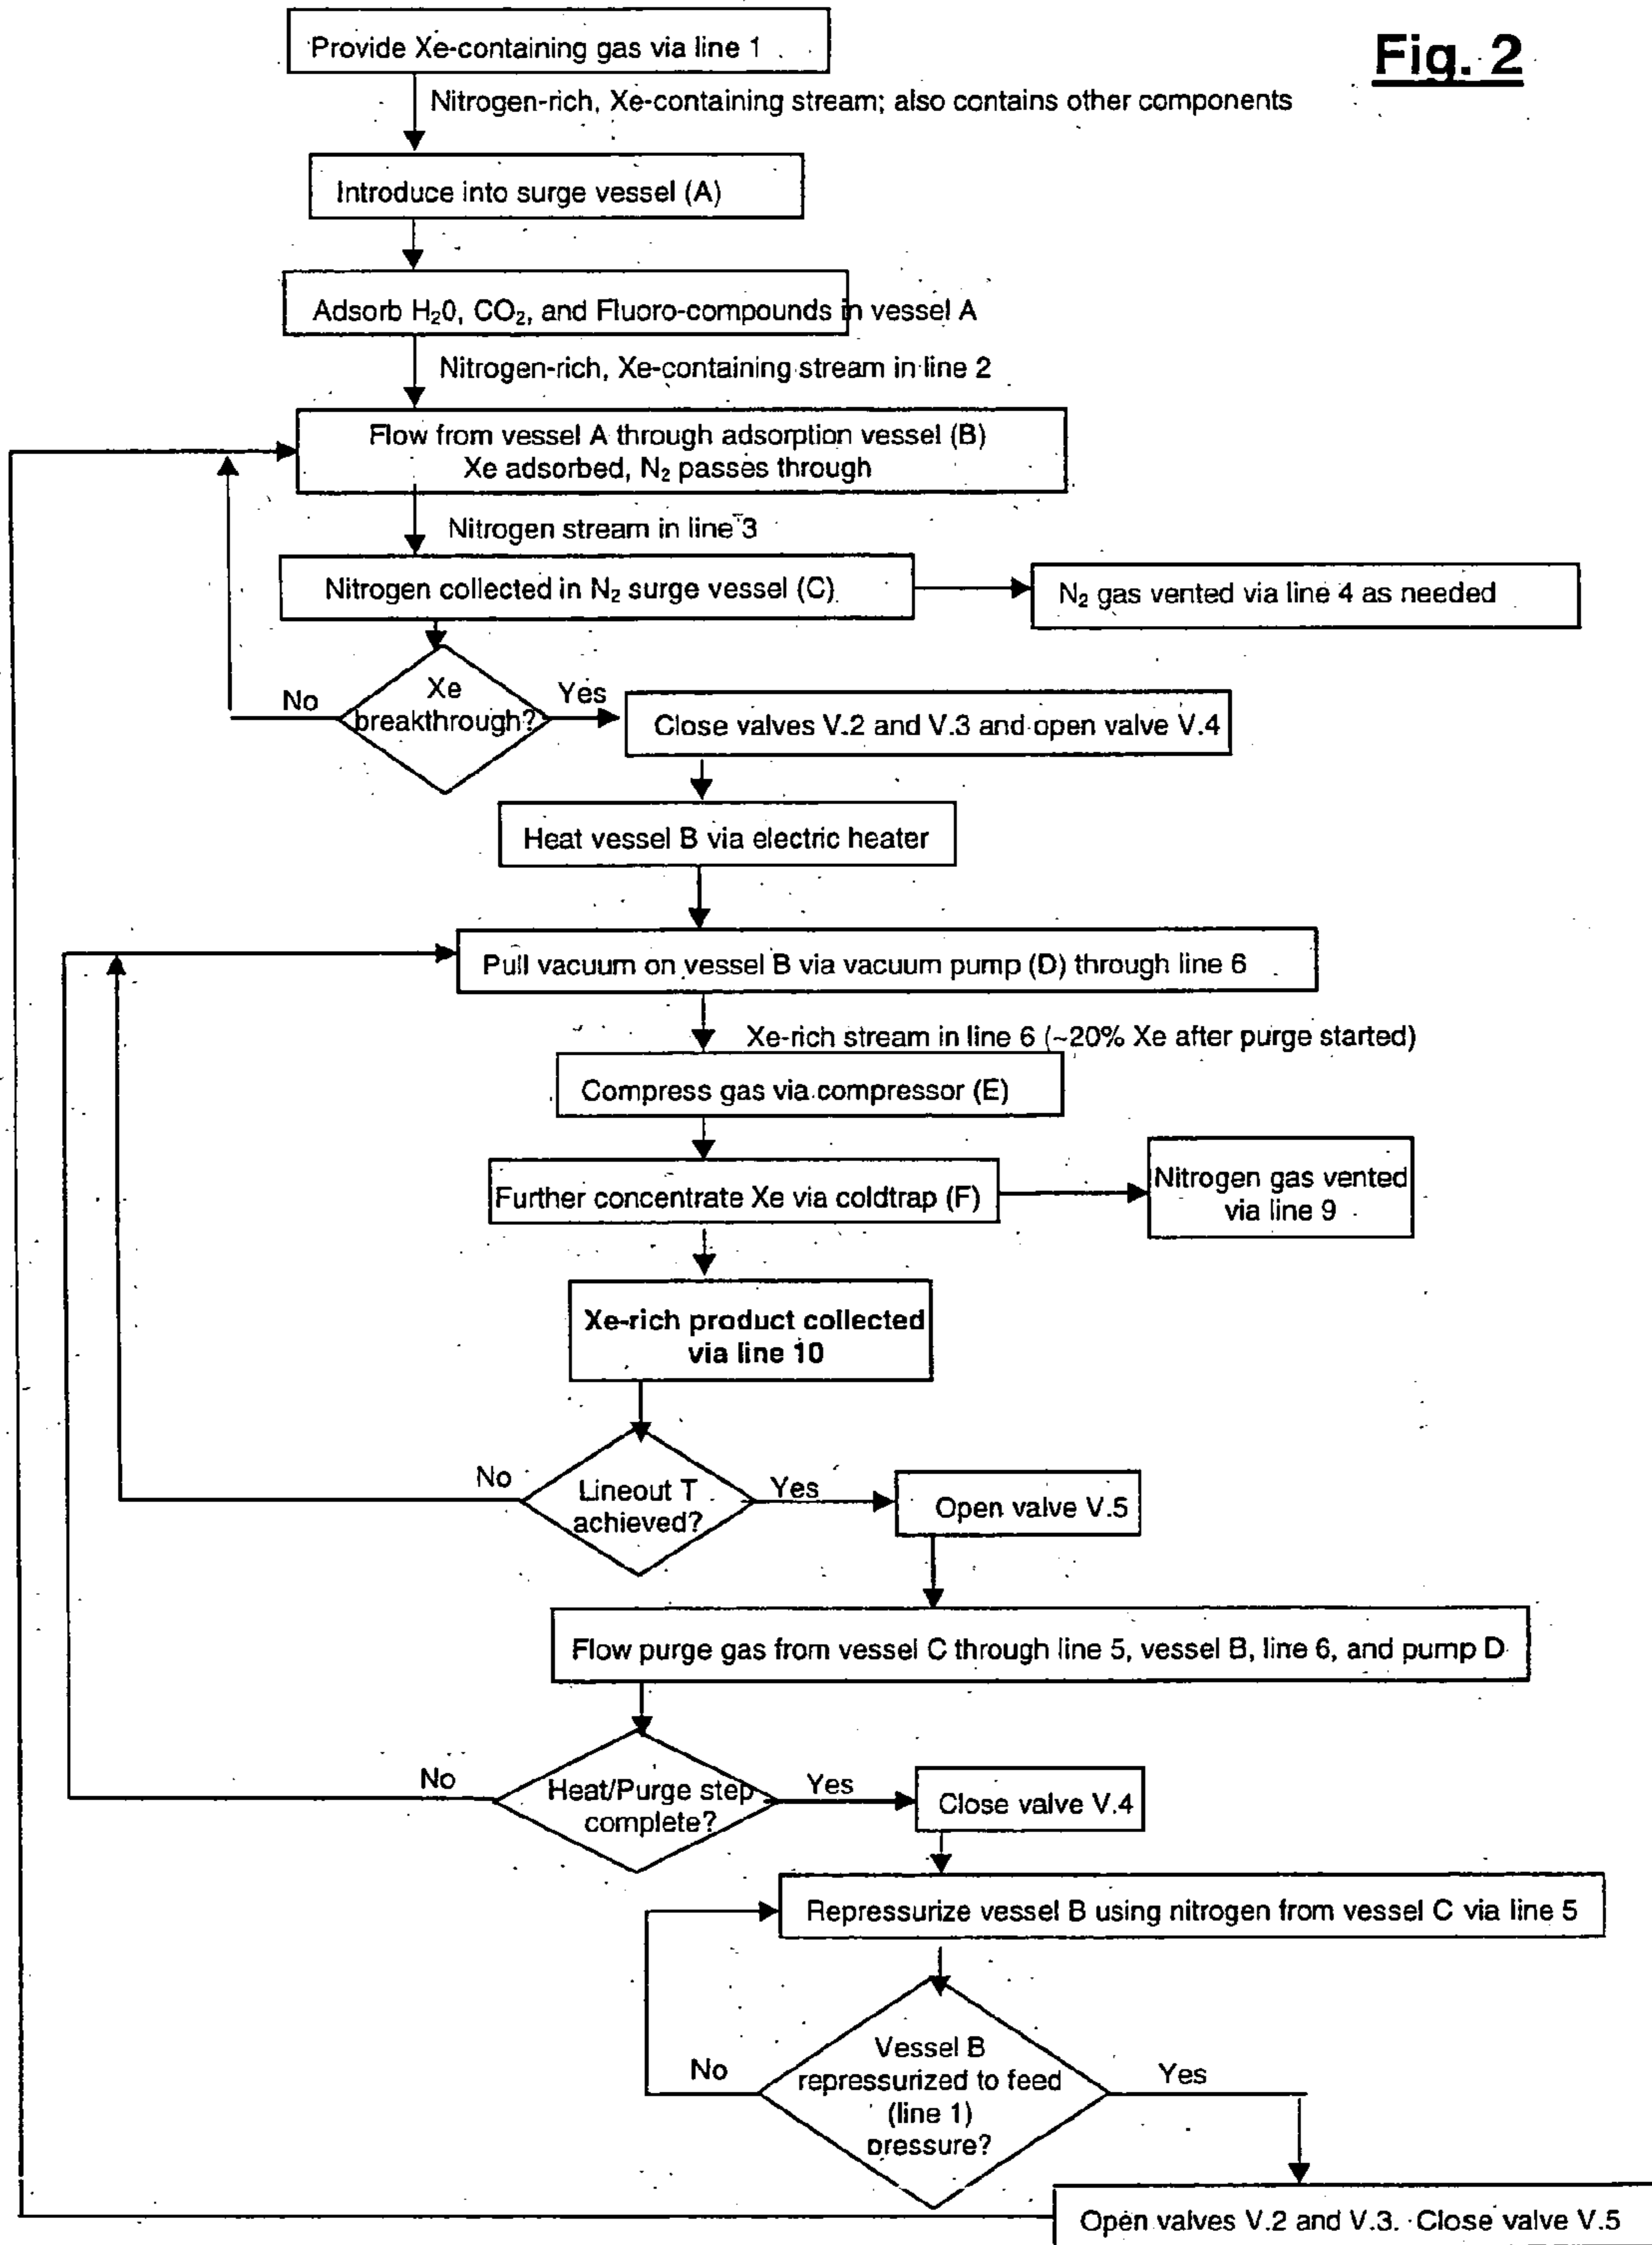 Fig. 2
Provide Xe-containing gas via line 1
Nitrogen-rich, Xe-containing stream; also contains other components
Introduce into surge vessel (A)
Adsorb H₂0, CO₂, and Fluoro-compounds in vessel A
Nitrogen-rich, Xe-containing stream in line 2
Flow from vessel A through adsorption vessel (B)
Xe adsorbed, N₂ passes through
Nitrogen stream in line 3
Nitrogen collected in N₂ surge vessel (C)
N₂ gas vented via line 4 as needed
Xe
breakthrough?
No
Yes
Close valves V.2 and V.3 and open valve V.4
Heat vessel B via electric heater
Pull vacuum on vessel B via vacuum pump (D) through line 6
Xe-rich stream in line 6 (~20% Xe after purge started)
Compress gas via compressor (E)
Further concentrate Xe via coldtrap (F)
Nitrogen gas vented
via line 9
Xe-rich product collected
via line 10
Lineout T
achieved?
No
Yes
Open valve V.5
Flow purge gas from vessel C through line 5, vessel B, line 6, and pump D
Heat/Purge step
complete?
No
Yes
Close valve V.4
Repressurize vessel B using nitrogen from vessel C via line 5
Vessel B
repressurized to feed
(line 1)
pressure?
No
Yes
Open valves V.2 and V.3. Close valve V.5